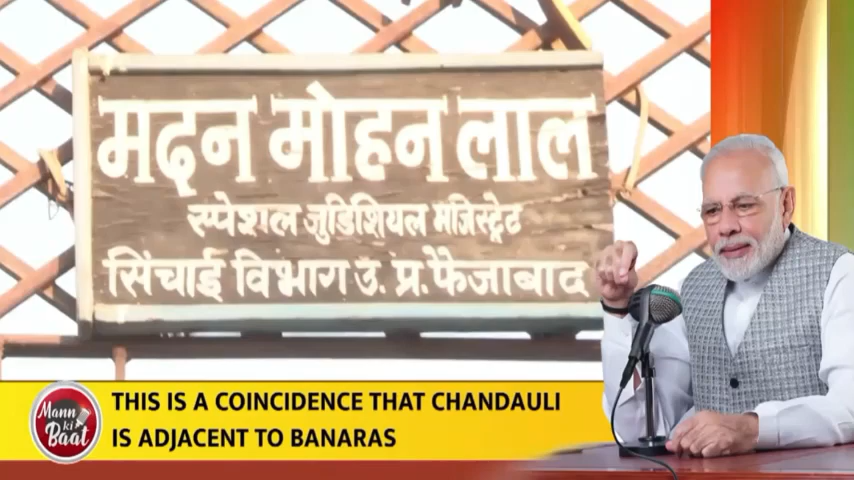 मदन मोहन लाल
स्पेशल जुडिशियल मजिस्ट्रेट
सिंचाई विभाग उ. प्र. फैजाबाद
Mann
ki
Baat
THIS IS A COINCIDENCE THAT CHANDAULI
IS ADJACENT TO BANARAS